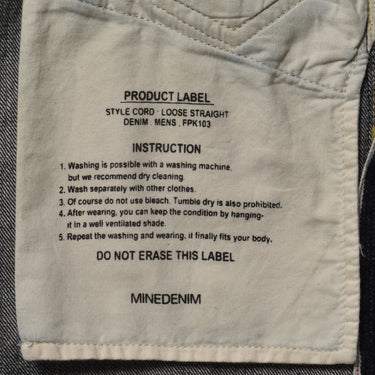 PRODUCT LABEL
STYLE CORD · LOOSE STRAIGHT
DENIM . MENS . FPK103
INSTRUCTION
1. Washing is possible with a washing machine,
but we recommend dry cleaning.
2. Wash separately with other clothes.
3. Of course do not use bleach. Tumble dry is also prohibited.
4. After wearing, you can keep the condition by hanging-
it in a well ventilated shade.
5. Repeat the washing and wearing, it finally fits your body.
DO NOT ERASE THIS LABEL
MINEDENIM